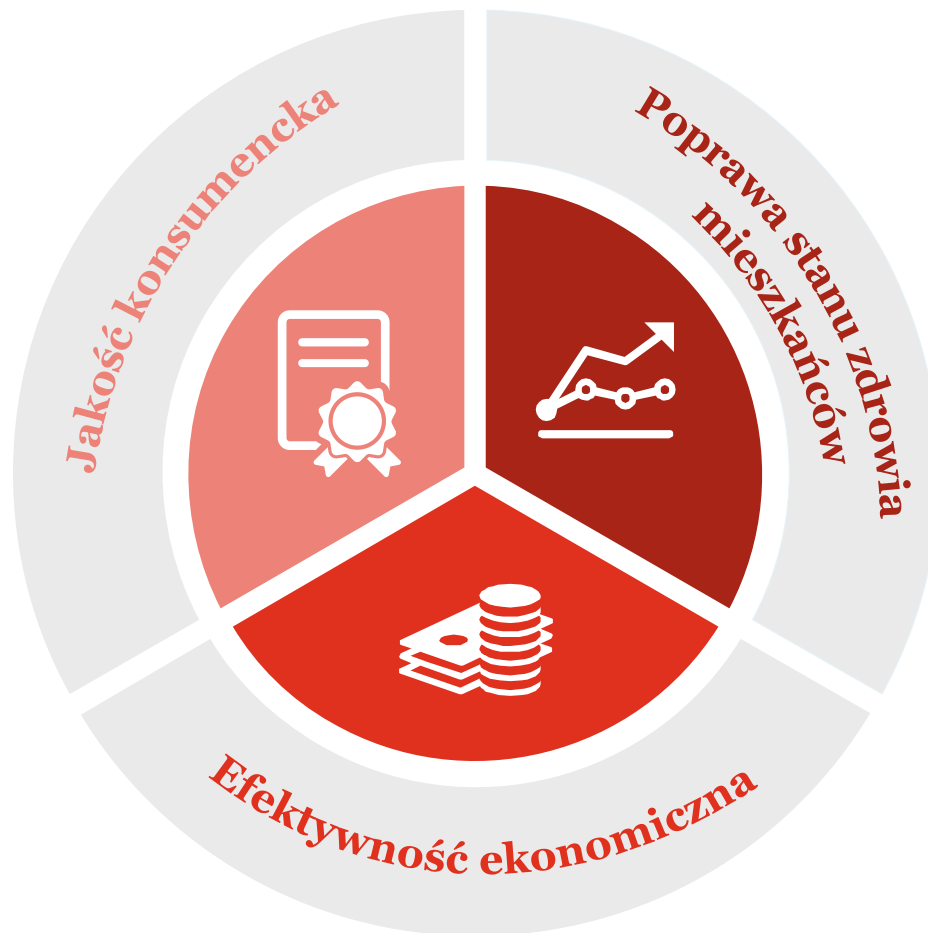 Jakość konsumencka
Poprawa stanu zdrowia
mieszkańców
Efektywność ekonomiczna